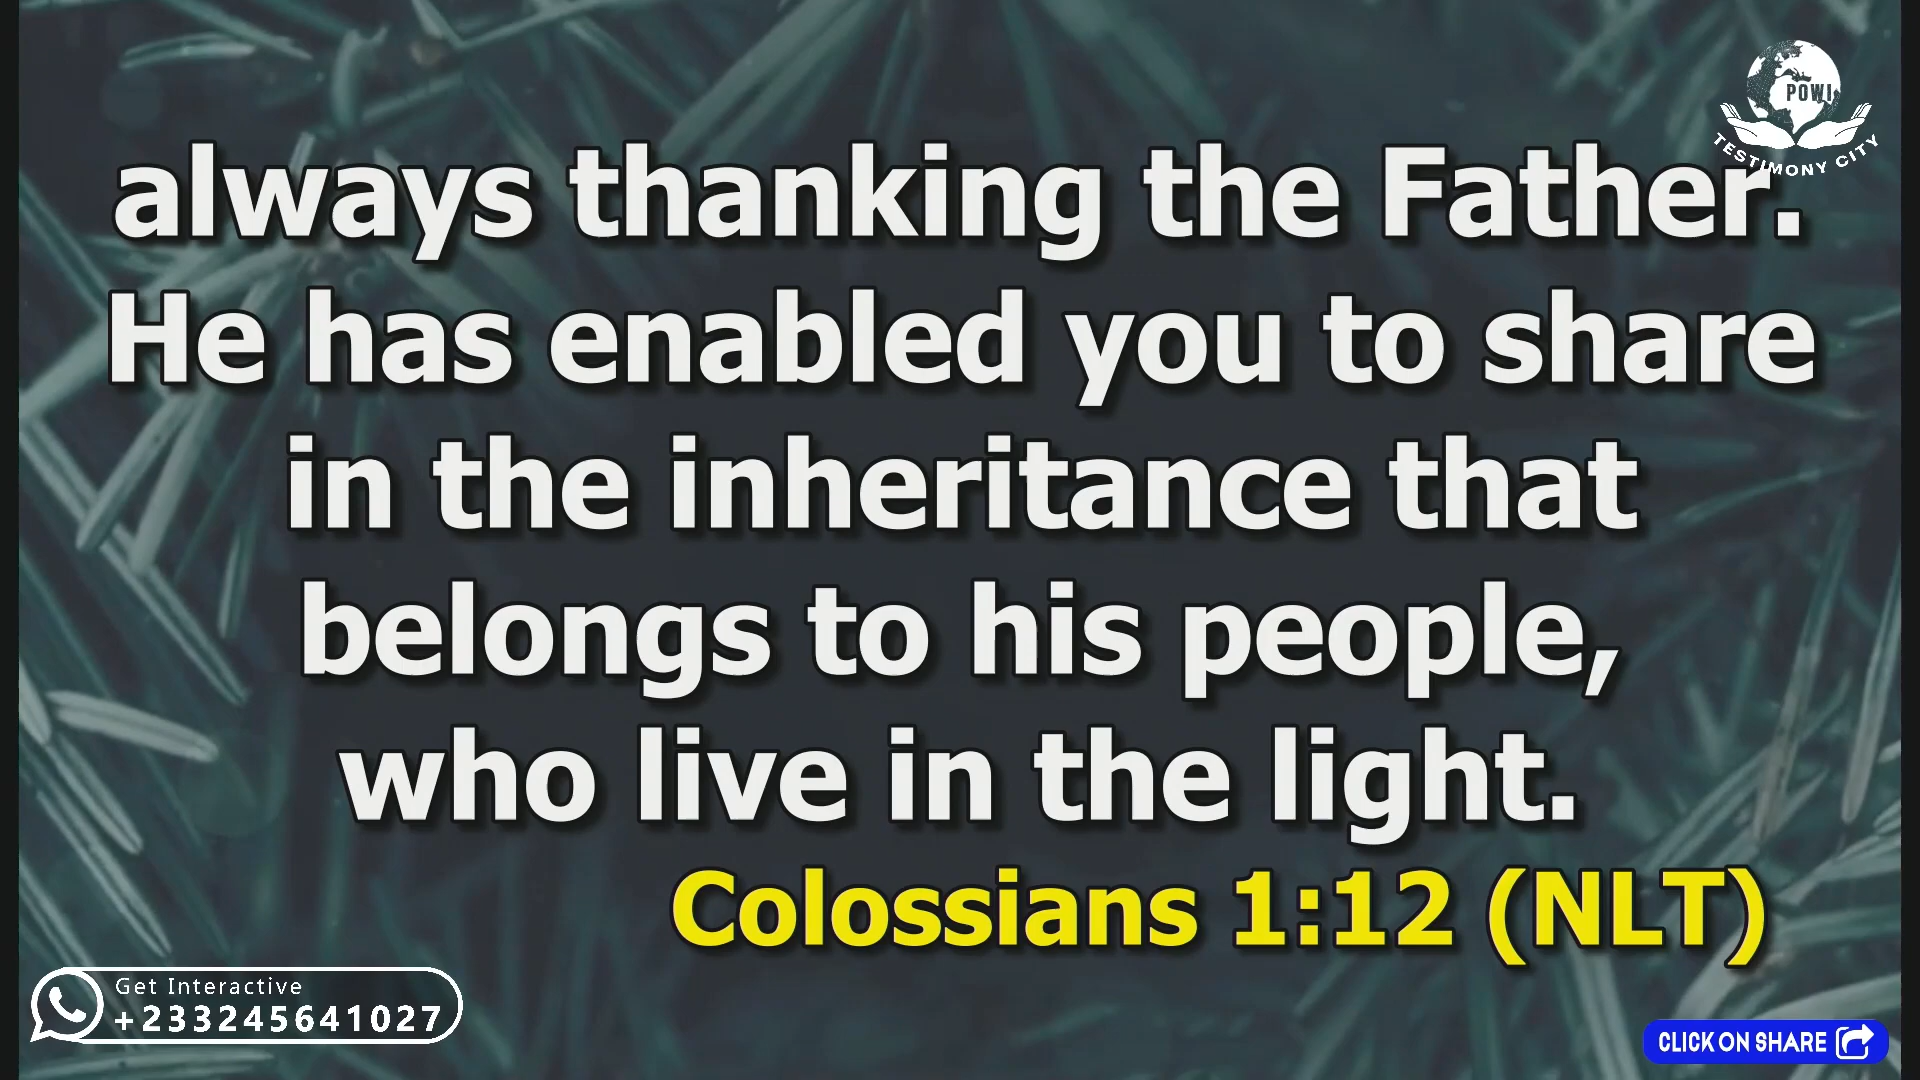 POWI
TESTIMONY CITY
always thanking the Father.
He has enabled you to share
in the inheritance that
belongs to his people,
who live in the light.
Colossians 1:12 (NLT)
Get Interactive
+233245641027
CLICK ON SHARE